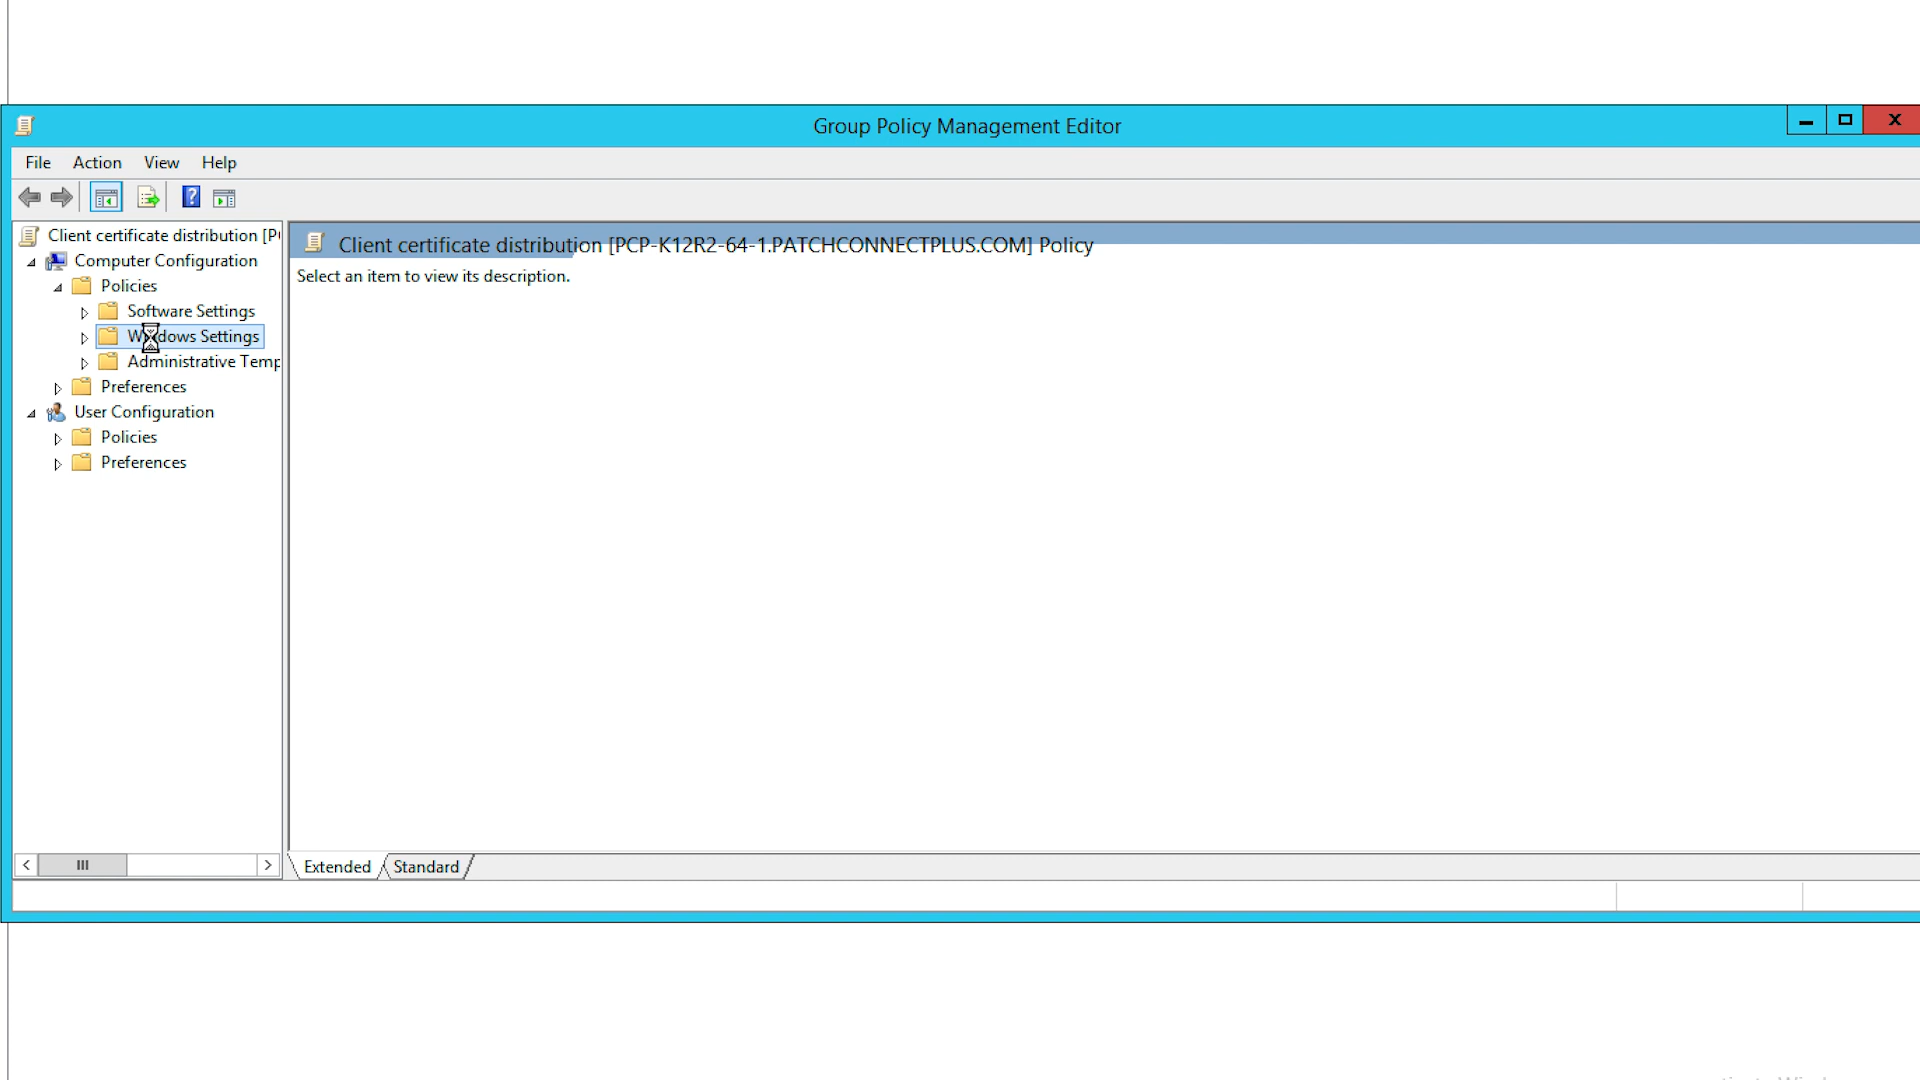 Group Policy Management Editor
File Action View Help
Client certificate distribution [P
Computer Configuration
Policies
Software Settings
Windows Settings
Administrative Temp
Preferences
User Configuration
Policies
Preferences
Client certificate distribution [PCP-K12R2-64-1.PATCHCONNECTPLUS.COM] Policy
Select an item to view its description.
Extended Standard